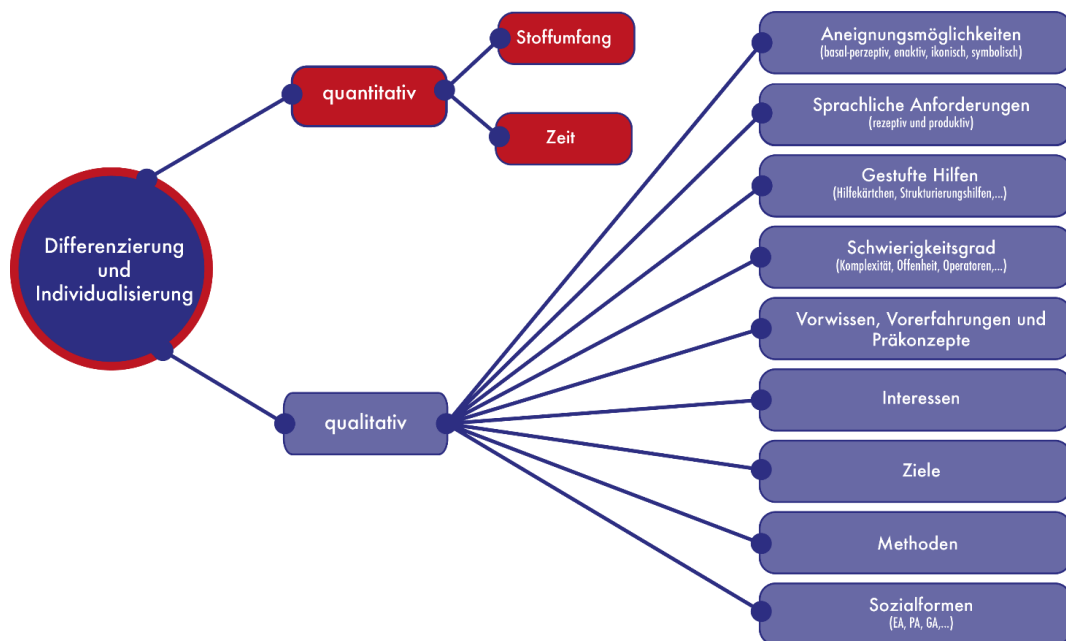 Differenzierung
und
Individualisierung
quantitativ
Stoffumfang
Zeit
qualitativ
Aneignungsmöglichkeiten
(basal-perzeptiv, enaktiv, ikonisch, symbolisch)
Sprachliche Anforderungen
(rezeptiv und produktiv)
Gestufte Hilfen
(Hilfekärtchen, Strukturierungshilfen,...)
Schwierigkeitsgrad
(Komplexität, Offenheit, Operatoren,...)
Vorwissen, Vorerfahrungen und
Präkonzepte
Interessen
Ziele
Methoden
Sozialformen
(EA, PA, GA,...)